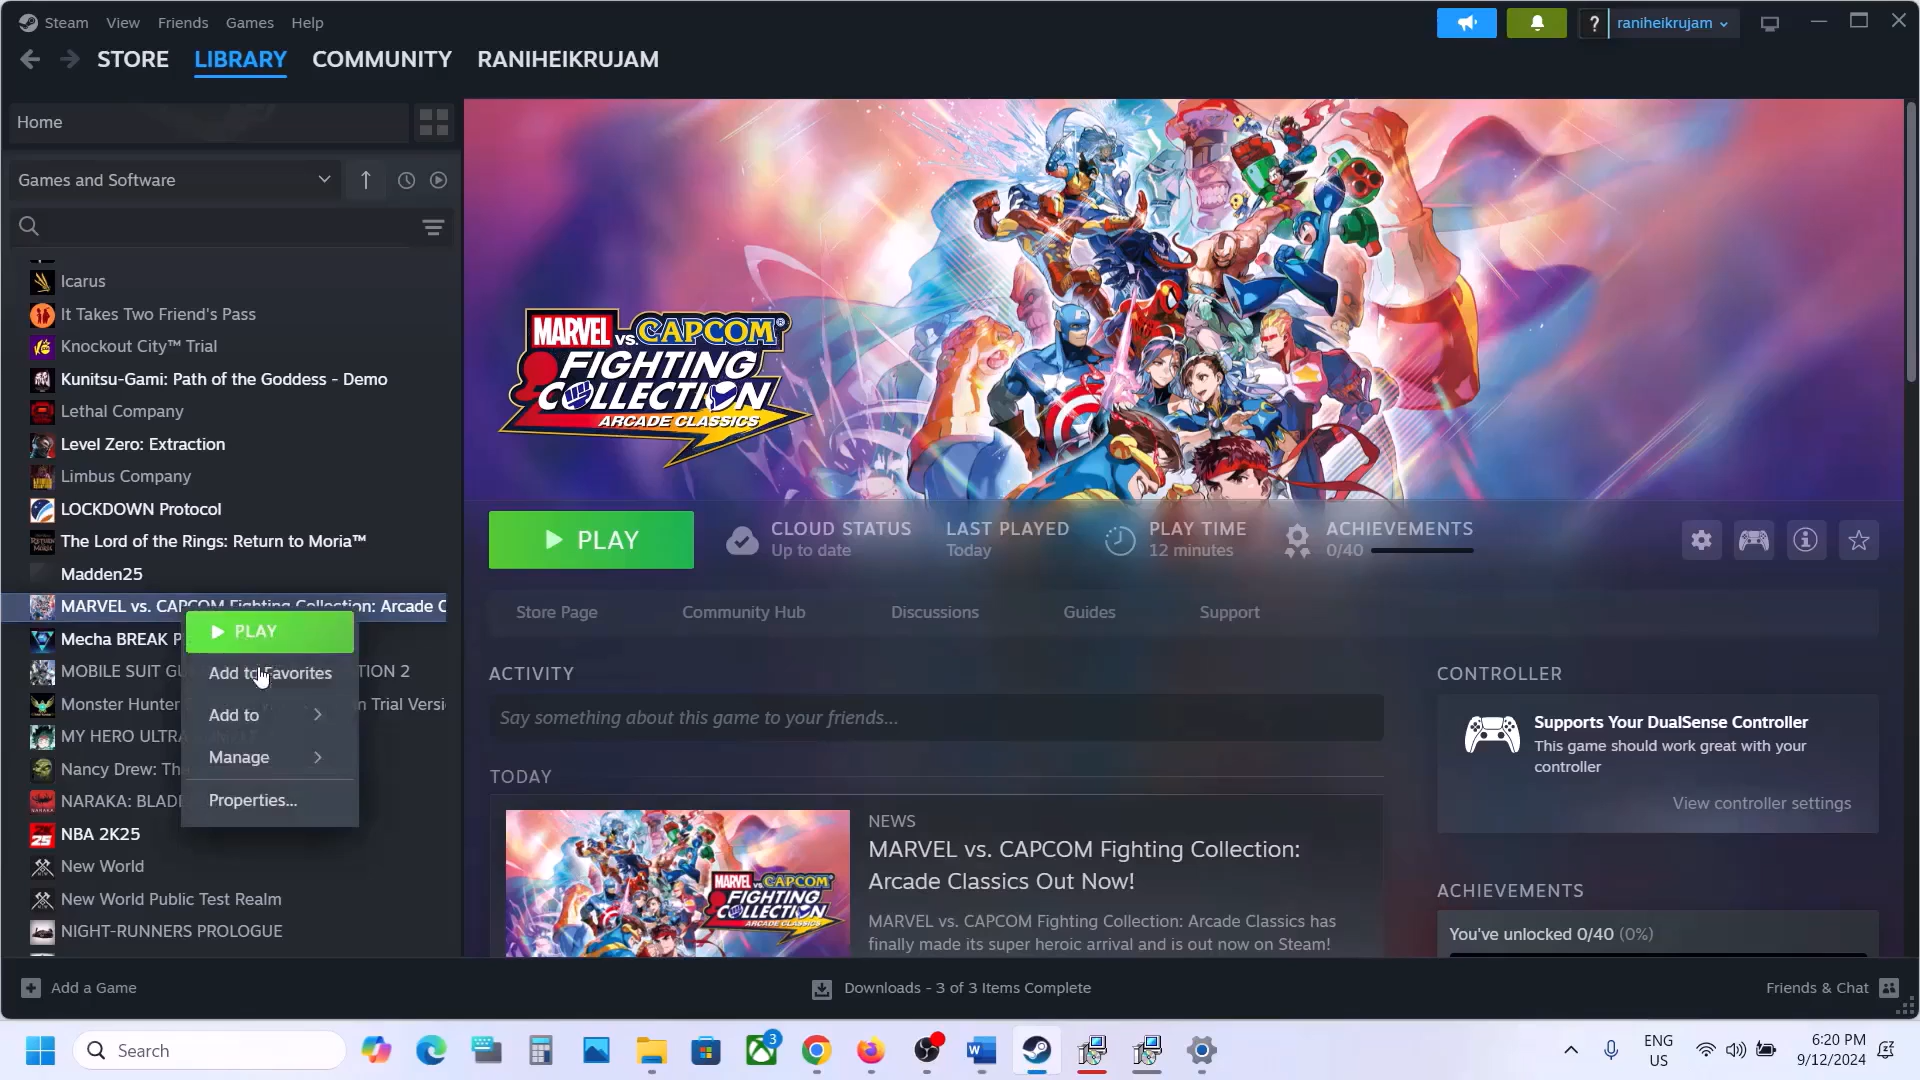 Steam View Friends Games Help
? raniheikrujam
STORE LIBRARY COMMUNITY RANIHEIKRUJAM
Home
Games and Software
Icarus
It Takes Two Friend's Pass
Knockout City™ Trial
Kunitsu-Gami: Path of the Goddess - Demo
Lethal Company
Level Zero: Extraction
Limbus Company
LOCKDOWN Protocol
The Lord of the Rings: Return to Moria™
Madden25
MARVEL vs. CAPCOM Fighting Collection: Arcade C
Mecha BREAK P
MOBILE SUIT GU TION 2
Monster Hunter n Trial Versi
MY HERO ULTRA
Nancy Drew: Th
NARAKA: BLAD
NBA 2K25
New World
New World Public Test Realm
NIGHT-RUNNERS PROLOGUE
PLAY
Add to Favorites
Add to
Manage
Properties...
MARVEL VS. CAPCOM
FIGHTING
COLLECTION
ARCADE CLASSICS
PLAY
CLOUD STATUS
Up to date
LAST PLAYED
Today
PLAY TIME
12 minutes
ACHIEVEMENTS
0/40
Store Page Community Hub Discussions Guides Support
ACTIVITY
Say something about this game to your friends...
TODAY
MARVEL VS. CAPCOM
FIGHTING
COLLECTION
ARCADE CLASSICS
NEWS
MARVEL vs. CAPCOM Fighting Collection:
Arcade Classics Out Now!
MARVEL vs. CAPCOM Fighting Collection: Arcade Classics has
finally made its super heroic arrival and is out now on Steam!
CONTROLLER
Supports Your DualSense Controller
This game should work great with your
controller
View controller settings
ACHIEVEMENTS
You've unlocked 0/40 (0%)
Add a Game
Downloads - 3 of 3 Items Complete
Friends & Chat
Search
3
ENG
US
6:20 PM
9/12/2024